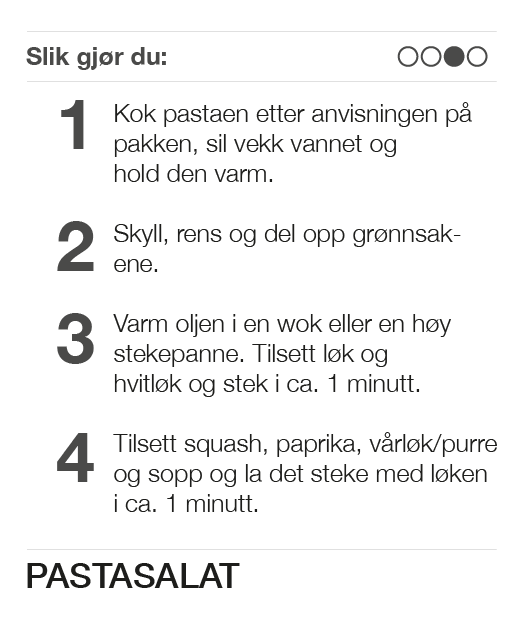 Slik gjør du:
1 Kok pastaen etter anvisningen på
pakken, sil vekk vannet og
hold den varm.
2 Skyll, rens og del opp grønnsak-
ene.
3 Varm oljen i en wok eller en høy
stekepanne. Tilsett løk og
hvitløk og stek i ca. 1 minutt.
4 Tilsett squash, paprika, vårløk/purre
og sopp og la det steke med løken
i ca. 1 minutt.
PASTASALAT